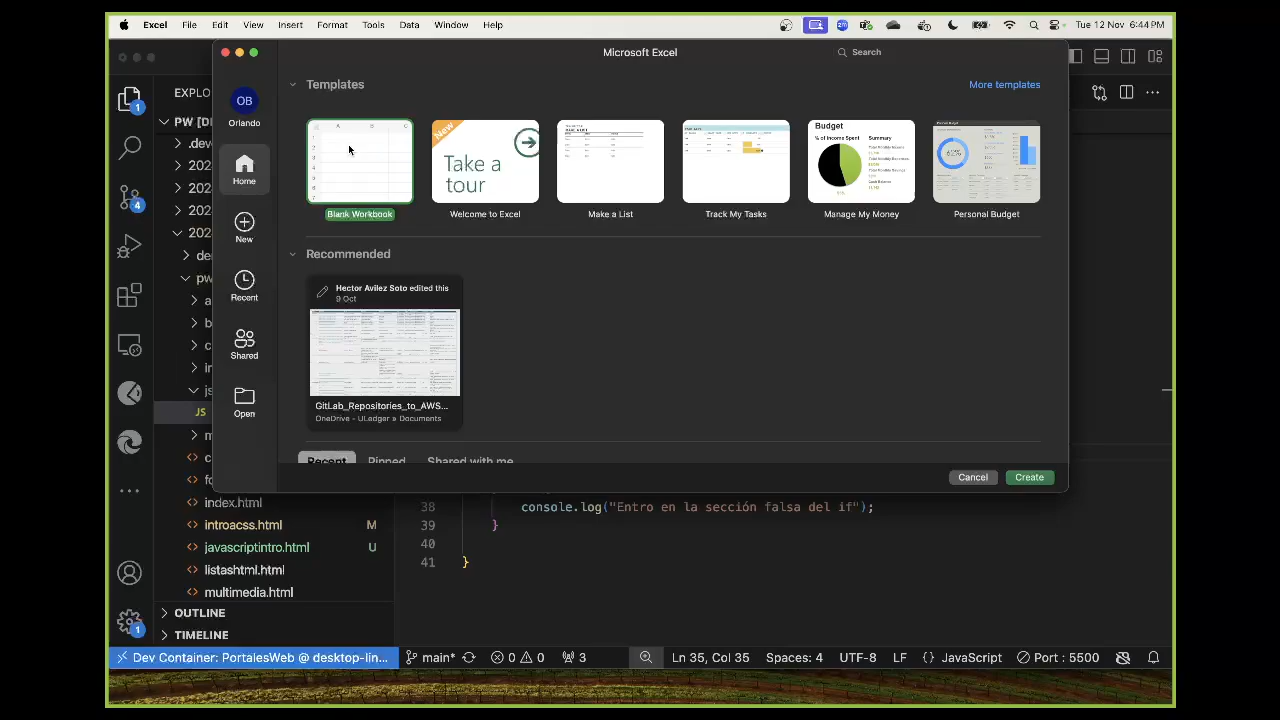 Excel File Edit View Insert Format Tools Data Window Help Tue 12 Nov 6:44 PM
Microsoft Excel
Search
OB
Orlando
Home
New
Recent
Shared
Open
Templates
More templates
New
Take a tour
Budget
% of Income Spent
Summary
Blank Workbook
Welcome to Excel
Make a List
Track My Tasks
Manage My Money
Personal Budget
Recommended
Hector Avilez Soto edited this
9 Oct
GitLab_Repositories_to_AWS...
OneDrive - ULedger » Documents
Recent Pinned Shared with me
Cancel Create
EXPLO
PW [D
202
202
202
de
pw
JS
index.html
introacss.html M
javascriptintro.html U
listashtml.html
multimedia.html
OUTLINE
TIMELINE
38 console.log("Entro en la sección falsa del if");
39 }
40
41 }
Dev Container: PortalesWeb @ desktop-lin... main* 0 0 3 Ln 35, Col 35 Spaces: 4 UTF-8 LF {} JavaScript Port : 5500